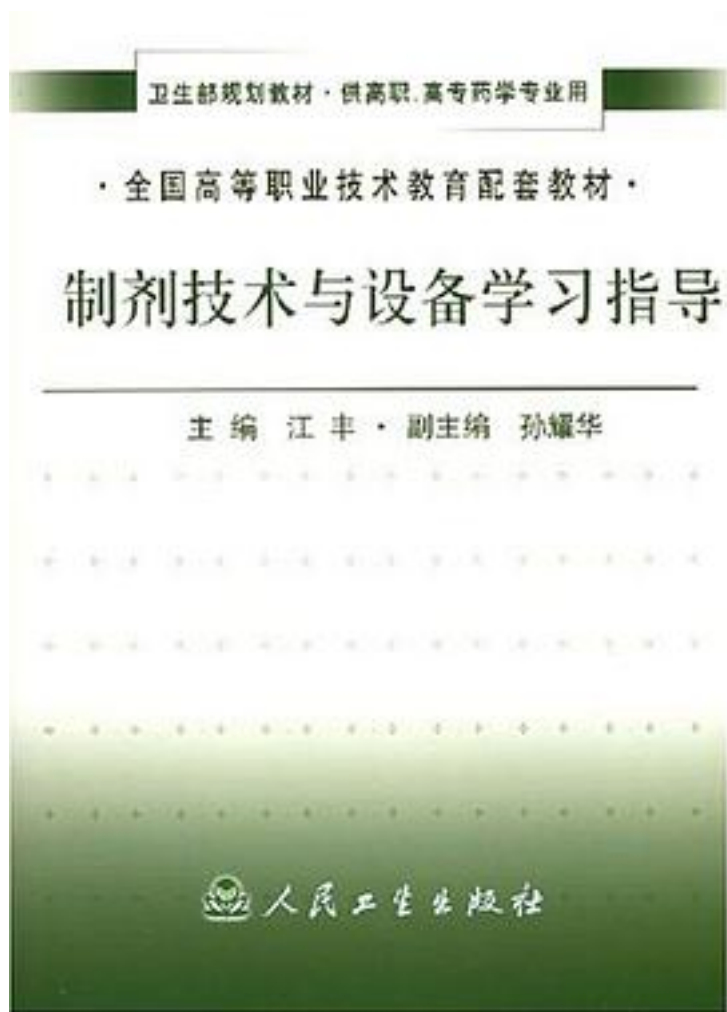 卫生部规划教材·供高职、高专药学专业用
·全国高等职业技术教育配套教材·
制剂技术与设备学习指导
主编 江丰·副主编 孙耀华
人民卫生出版社